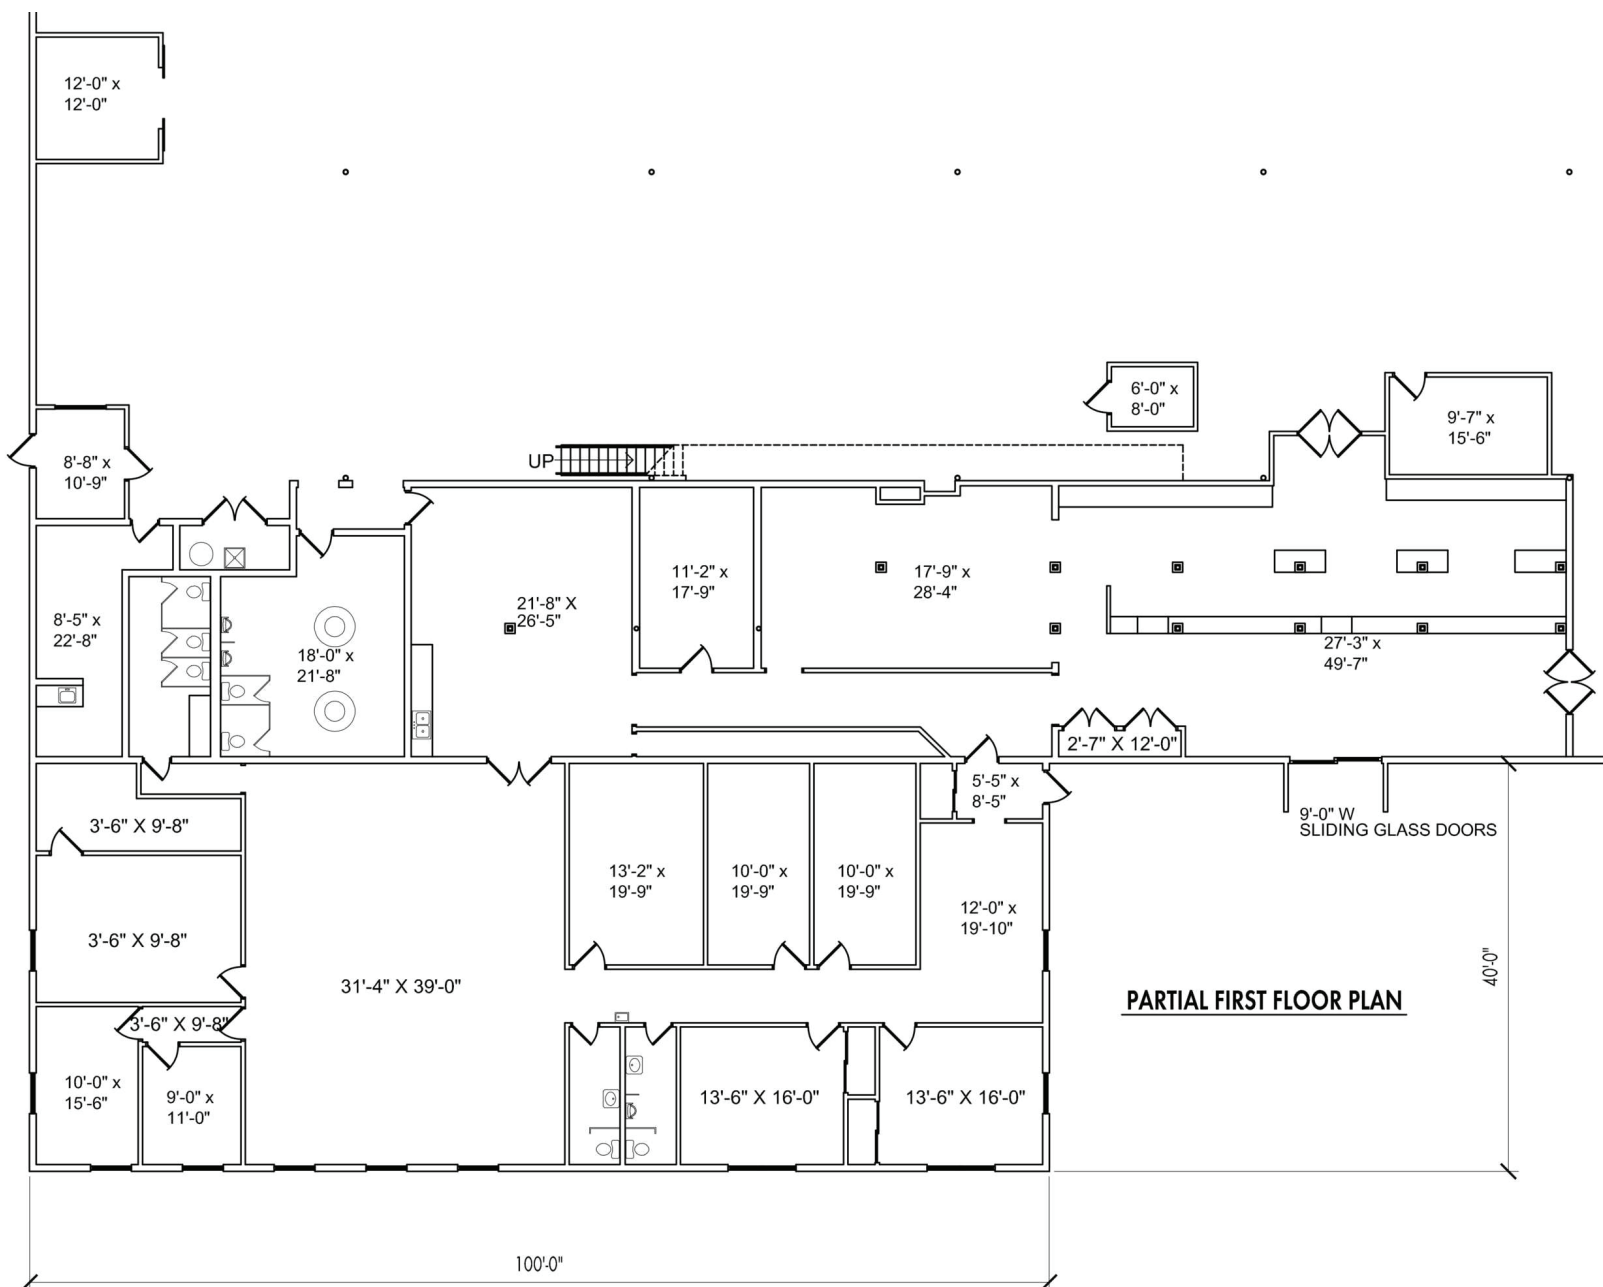 12'-0" x
12'-0"
6'-0" x
8'-0"
9'-7" x
15'-6"
8'-8" x
10'-9"
UP
11'-2" x
17'-9"
17'-9" x
28'-4"
21'-8" X
26'-5"
8'-5" x
22'-8"
18'-0" x
21'-8"
27'-3" x
49'-7"
2'-7" X 12'-0"
5'-5" x
8'-5"
9'-0" W
SLIDING GLASS DOORS
3'-6" X 9'-8"
13'-2" x
19'-9"
10'-0" x
19'-9"
10'-0" x
19'-9"
12'-0" x
19'-10"
3'-6" X 9'-8"
31'-4" X 39'-0"
40'-0"
PARTIAL FIRST FLOOR PLAN
3'-6" X 9'-8"
10'-0" x
15'-6"
9'-0" x
11'-0"
13'-6" X 16'-0"
13'-6" X 16'-0"
100'-0"